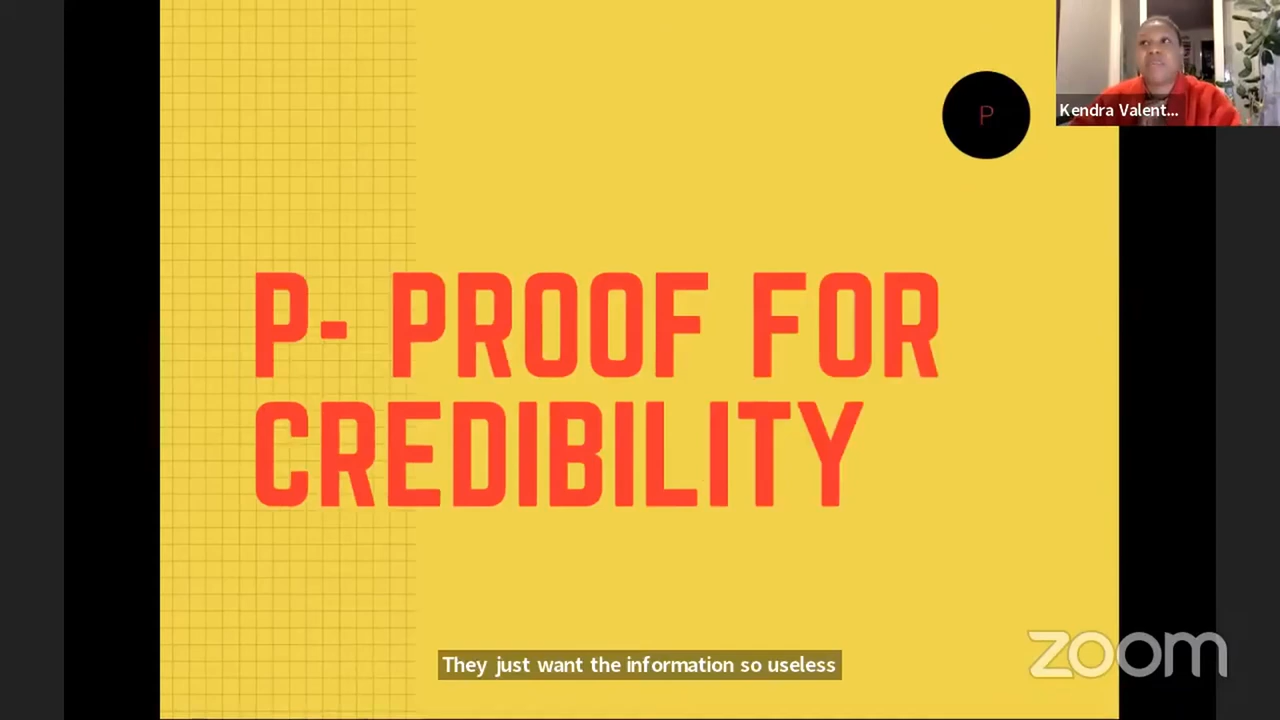 P
Kendra Valent...
P- PROOF FOR
CREDIBILITY
They just want the information so useless
zoom